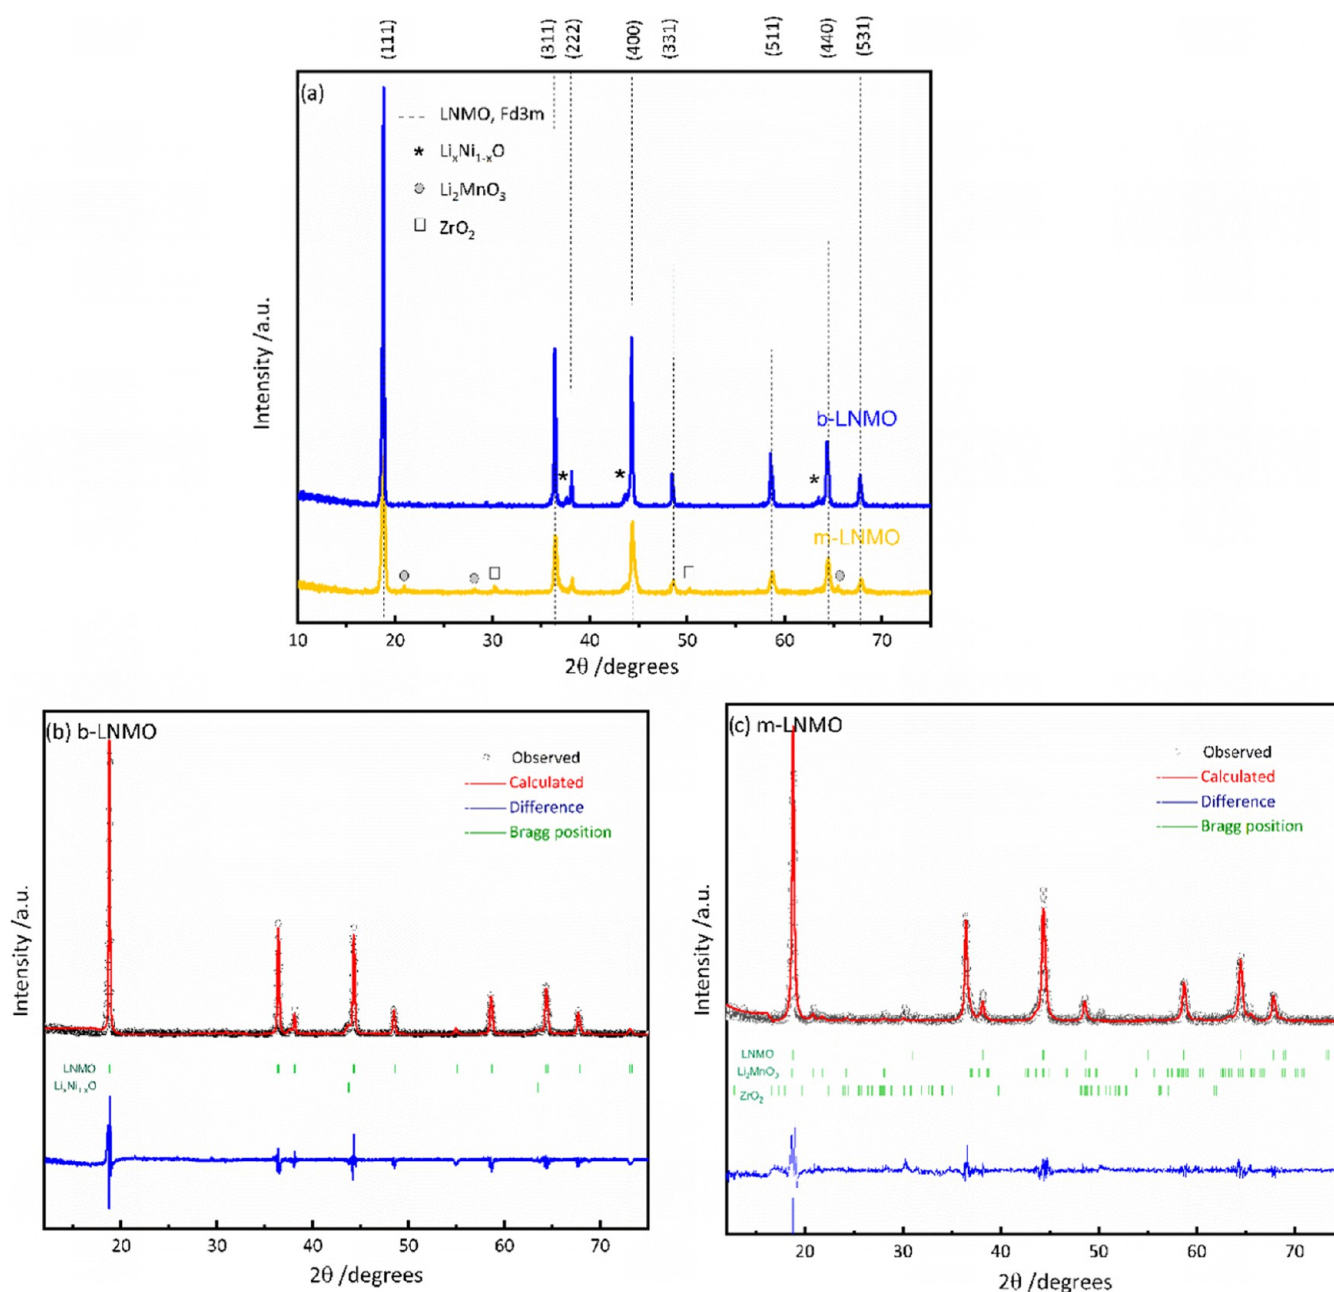 (111) (311) (222) (400) (331) (511) (440) (531)
(a)
LNMO, Fd3m
* LiₓNi₁₋ₓO
Li₂MnO₃
ZrO₂
Intensity /a.u.
b-LNMO
* * *
m-LNMO
10 20 30 40 50 60 70
2θ /degrees
(b) b-LNMO
Observed
Calculated
Difference
Bragg position
Intensity /a.u.
LNMO
LiₓNi₁₋ₓO
20 30 40 50 60 70
2θ /degrees
(c) m-LNMO
Observed
Calculated
Difference
Bragg position
Intensity /a.u.
LNMO
Li₂MnO₃
ZrO₂
20 30 40 50 60 70
2θ /degrees